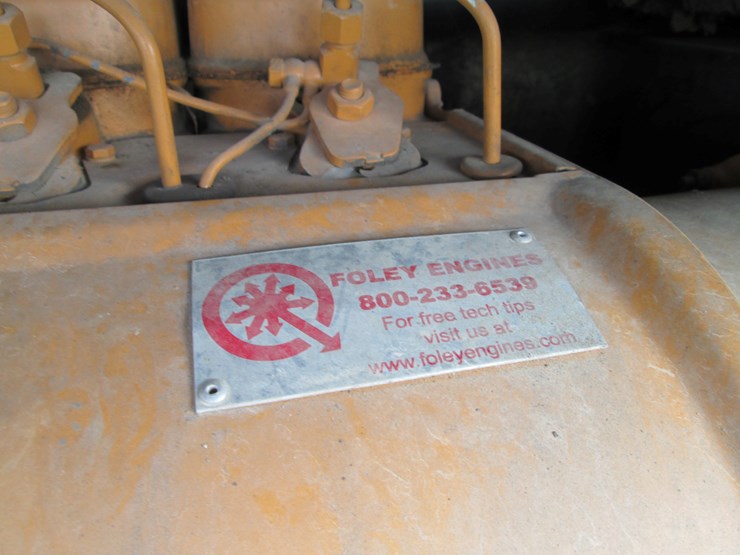 FOLEY ENGINES
800-233-6539
For free tech tips
visit us at
www.foleyengines.com